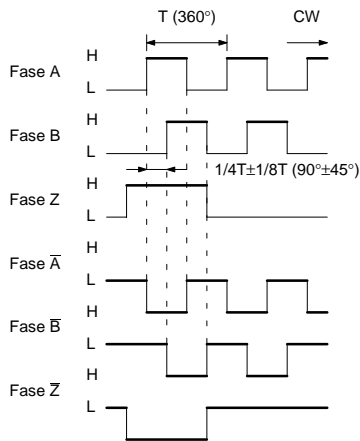 T (360°) CW
H
Fase A
L
H
Fase B
L
1/4T±1/8T (90°±45°)
H
Fase Z
L
H
Fase A̅
L
H
Fase B̅
L
H
Fase Z̅
L